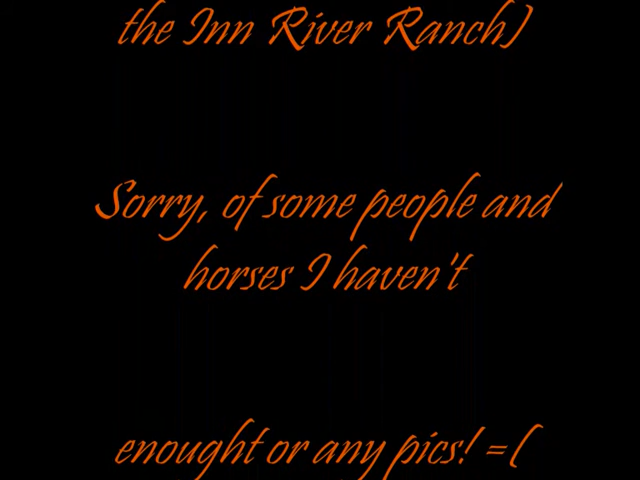 the Inn River Ranch)
Sorry, of some people and
horses I haven't
enought or any pics! =(